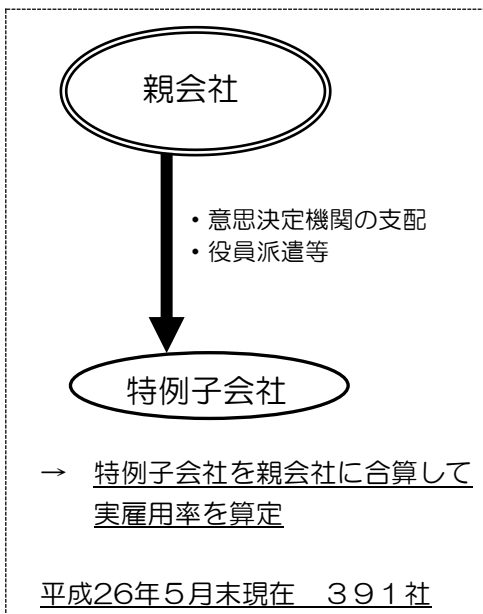 親会社
・意思決定機関の支配
・役員派遣等
特例子会社
→　特例子会社を親会社に合算して
実雇用率を算定
平成26年５月末現在　３９１社